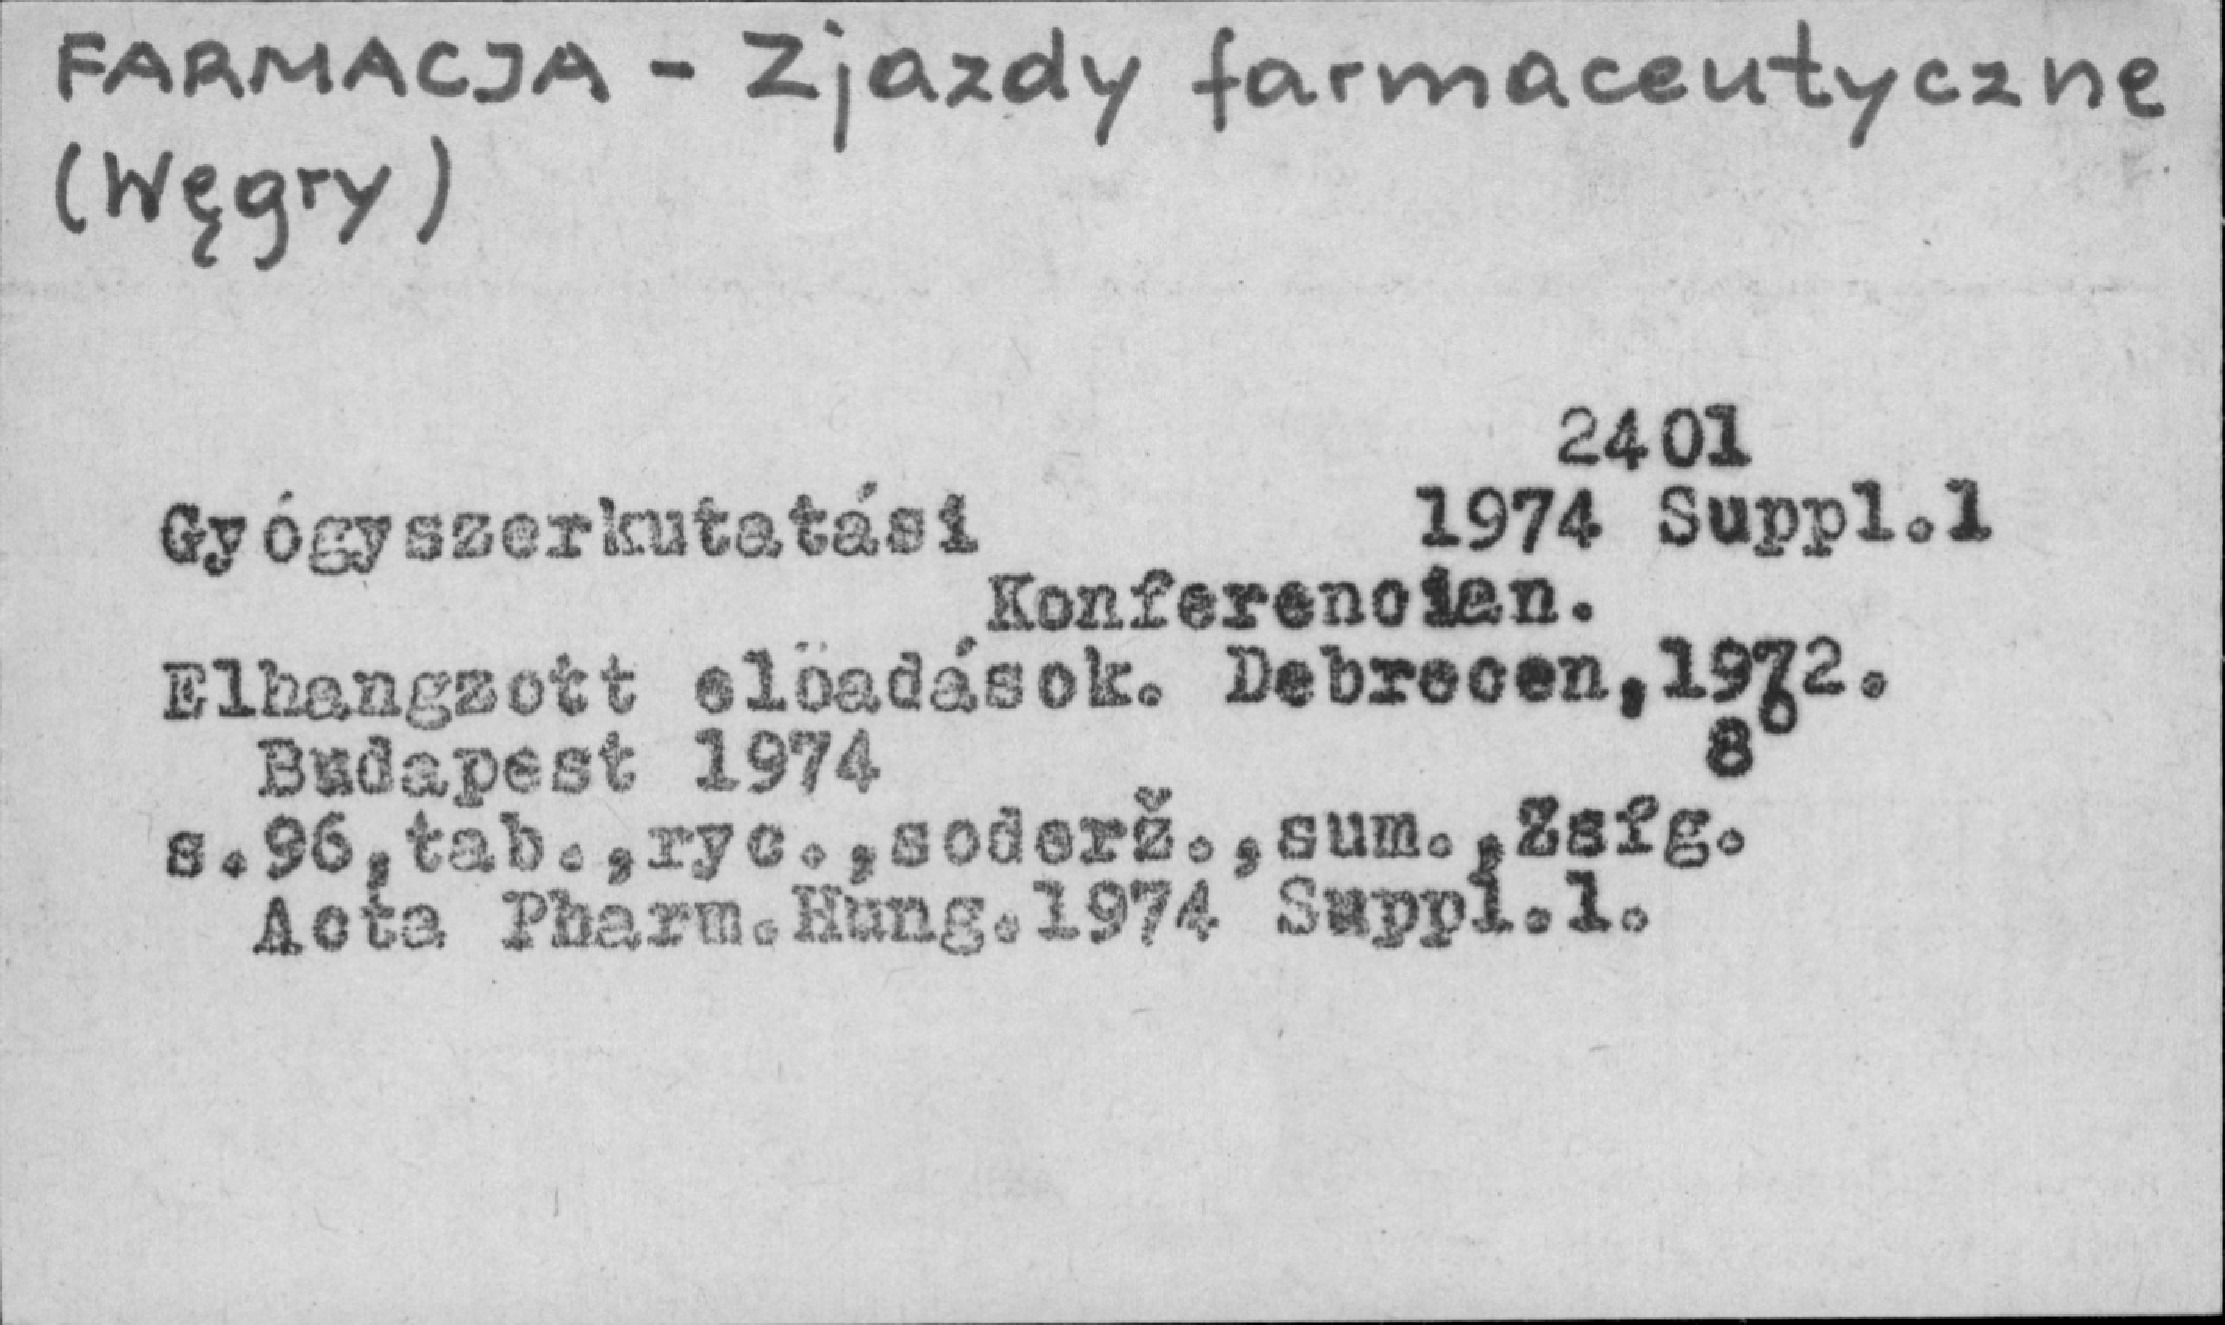 FARMACJA - Zjazdy farmaceutyczne
(Węgry)
2401
Gyógyszerkutatási 1974 Suppl.1
Konferencian.
Elhangzott elöadások. Debrecen,1972.
Budapest 1974 8°
s.96,tab.,ryc.,soderž.,sum.,Zsfg.
Acta Pharm.Hung.1974 Suppl.1.